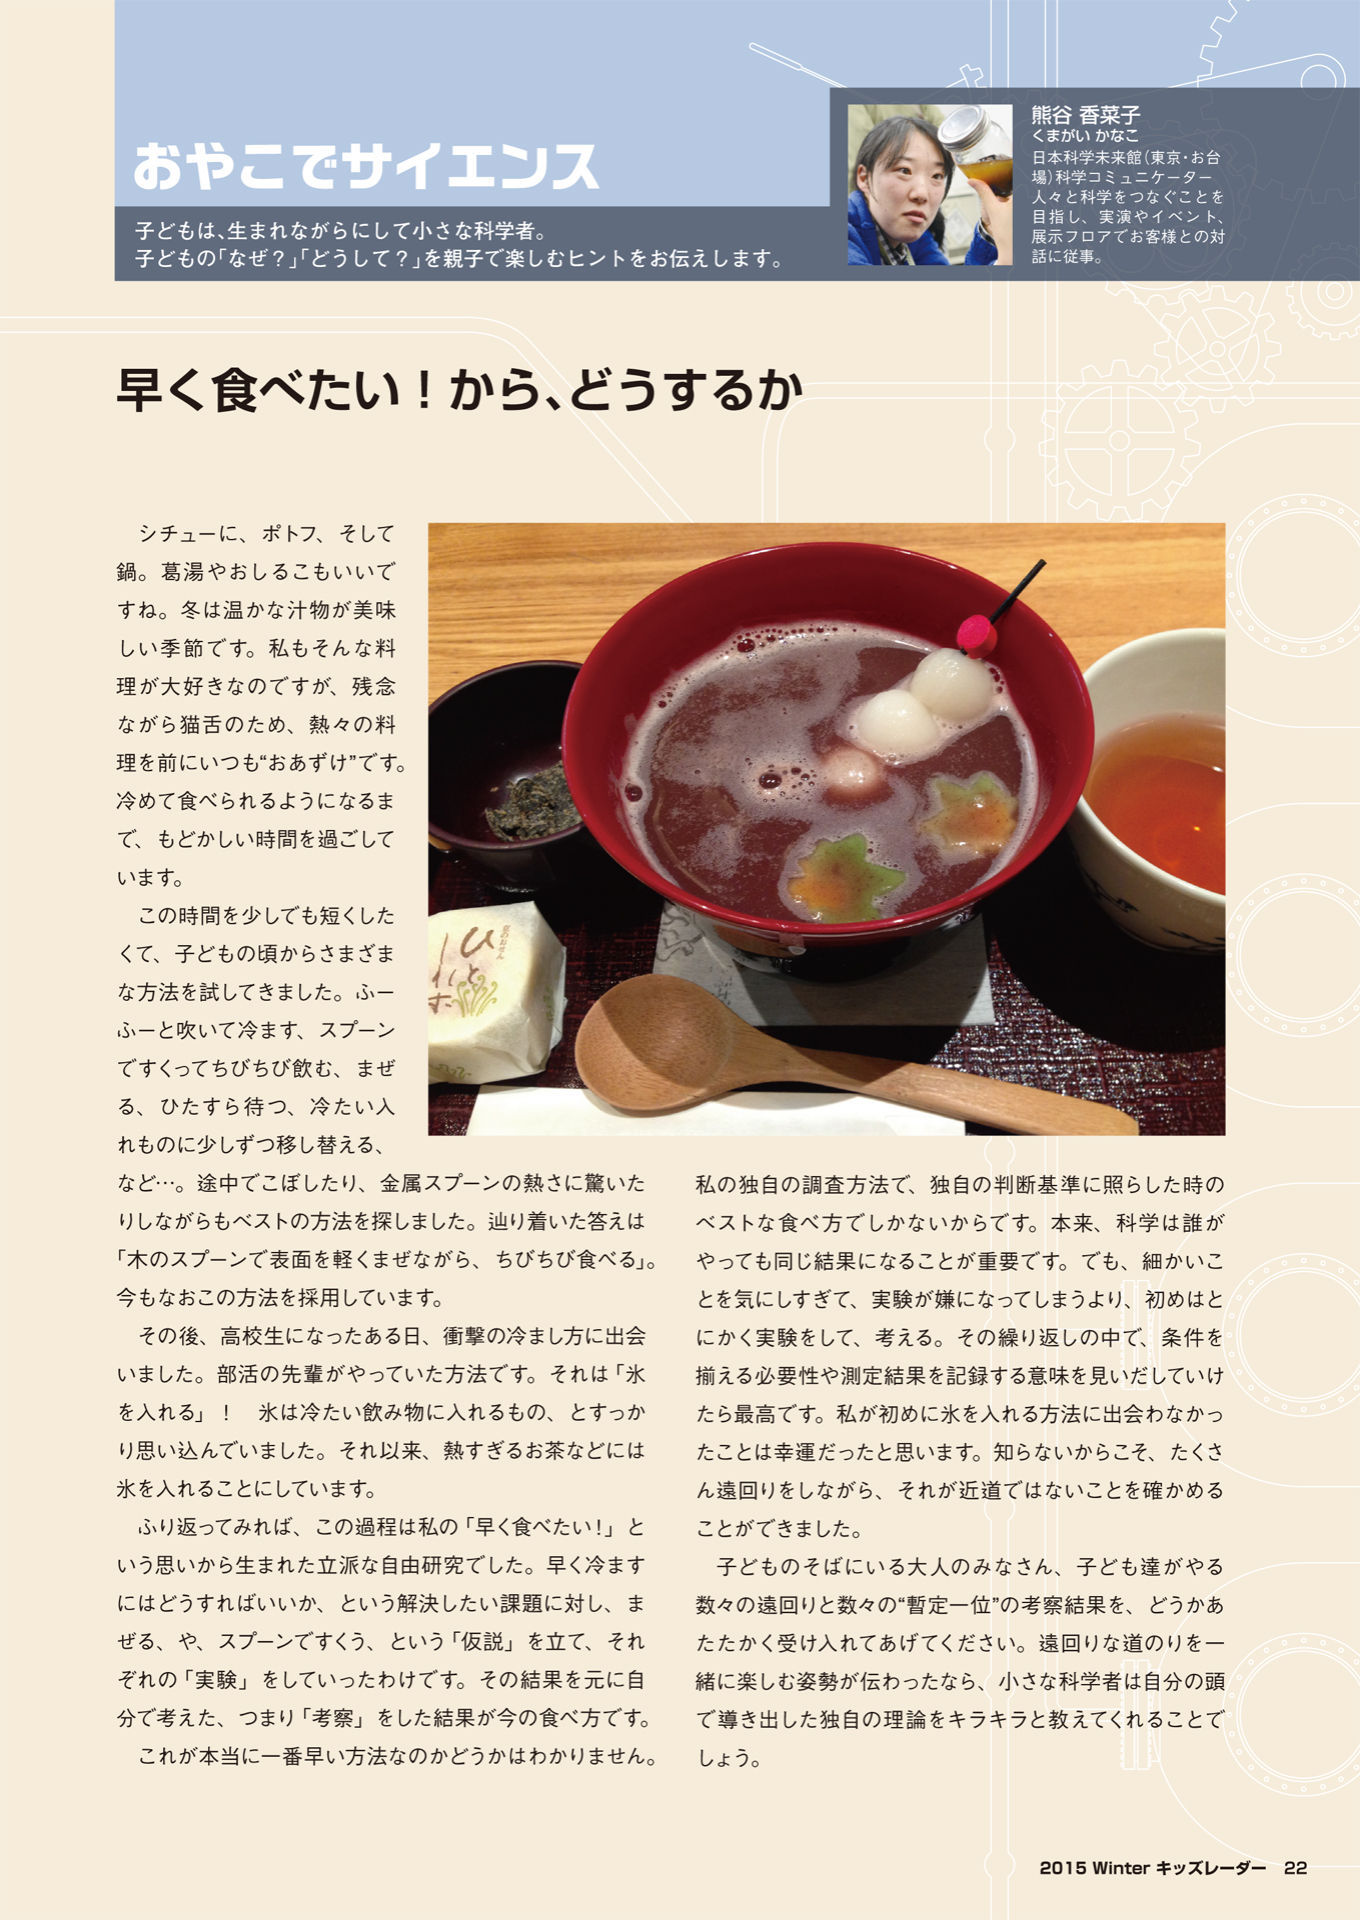 おやこでサイエンス
子どもは、生まれながらにして小さな科学者。
子どもの「なぜ？」「どうして？」を親子で楽しむヒントをお伝えします。
熊谷 香菜子
くまがい かなこ
日本科学未来館（東京・お台
場）科学コミュニケーター
人々と科学をつなぐことを
目指し、実演やイベント、
展示フロアでお客様との対
話に従事。
早く食べたい！から、どうするか
シチューに、ポトフ、そして
鍋。葛湯やおしるこもいいで
すね。冬は温かな汁物が美味
しい季節です。私もそんな料
理が大好きなのですが、残念
ながら猫舌のため、熱々の料
理を前にいつも“おあずけ”です。
冷めて食べられるようになるま
で、もどかしい時間を過ごして
います。
この時間を少しでも短くした
くて、子どもの頃からさまざま
な方法を試してきました。ふー
ふーと吹いて冷ます、スプーン
ですくってちびちび飲む、まぜ
る、ひたすら待つ、冷たい入
れものに少しずつ移し替える、
など…。途中でこぼしたり、金属スプーンの熱さに驚いた
りしながらもベストの方法を探しました。辿り着いた答えは
「木のスプーンで表面を軽くまぜながら、ちびちび食べる」。
今もなおこの方法を採用しています。
その後、高校生になったある日、衝撃の冷まし方に出会
いました。部活の先輩がやっていた方法です。それは「氷
を入れる」！　氷は冷たい飲み物に入れるもの、とすっか
り思い込んでいました。それ以来、熱すぎるお茶などには
氷を入れることにしています。
ふり返ってみれば、この過程は私の「早く食べたい！」と
いう思いから生まれた立派な自由研究でした。早く冷ます
にはどうすればいいか、という解決したい課題に対し、ま
ぜる、や、スプーンですくう、という「仮説」を立て、それ
ぞれの「実験」をしていったわけです。その結果を元に自
分で考えた、つまり「考察」をした結果が今の食べ方です。
これが本当に一番早い方法なのかどうかはわかりません。
私の独自の調査方法で、独自の判断基準に照らした時の
ベストな食べ方でしかないからです。本来、科学は誰が
やっても同じ結果になることが重要です。でも、細かいこ
とを気にしすぎて、実験が嫌になってしまうより、初めはと
にかく実験をして、考える。その繰り返しの中で、条件を
揃える必要性や測定結果を記録する意味を見いだしていけ
たら最高です。私が初めに氷を入れる方法に出会わなかっ
たことは幸運だったと思います。知らないからこそ、たくさ
ん遠回りをしながら、それが近道ではないことを確かめる
ことができました。
子どものそばにいる大人のみなさん、子ども達がやる
数々の遠回りと数々の“暫定一位”の考察結果を、どうかあ
たたかく受け入れてあげてください。遠回りな道のりを一
緒に楽しむ姿勢が伝わったなら、小さな科学者は自分の頭
で導き出した独自の理論をキラキラと教えてくれることで
しょう。
2015 Winter キッズレーダー　22